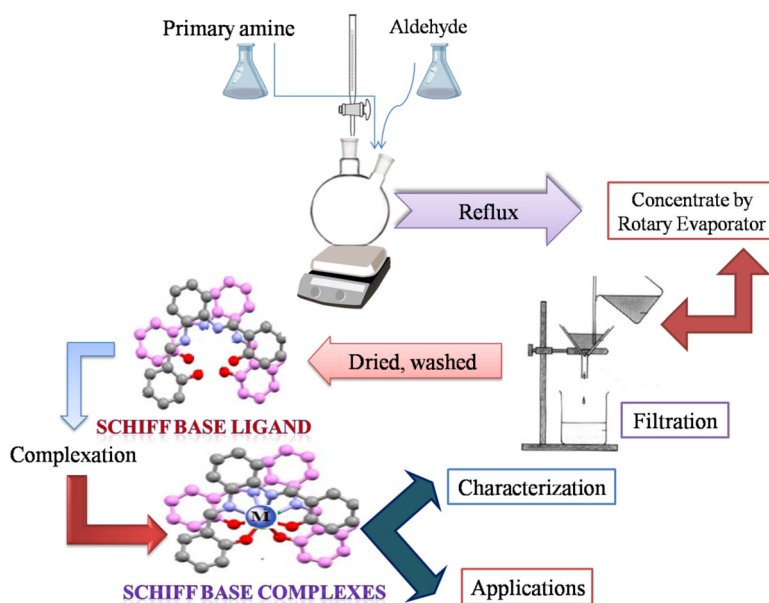 Primary amine
Aldehyde
Reflux
Concentrate by
Rotary Evaporator
Dried, washed
Filtration
SCHIFF BASE LIGAND
Complexation
M
Characterization
SCHIFF BASE COMPLEXES
Applications